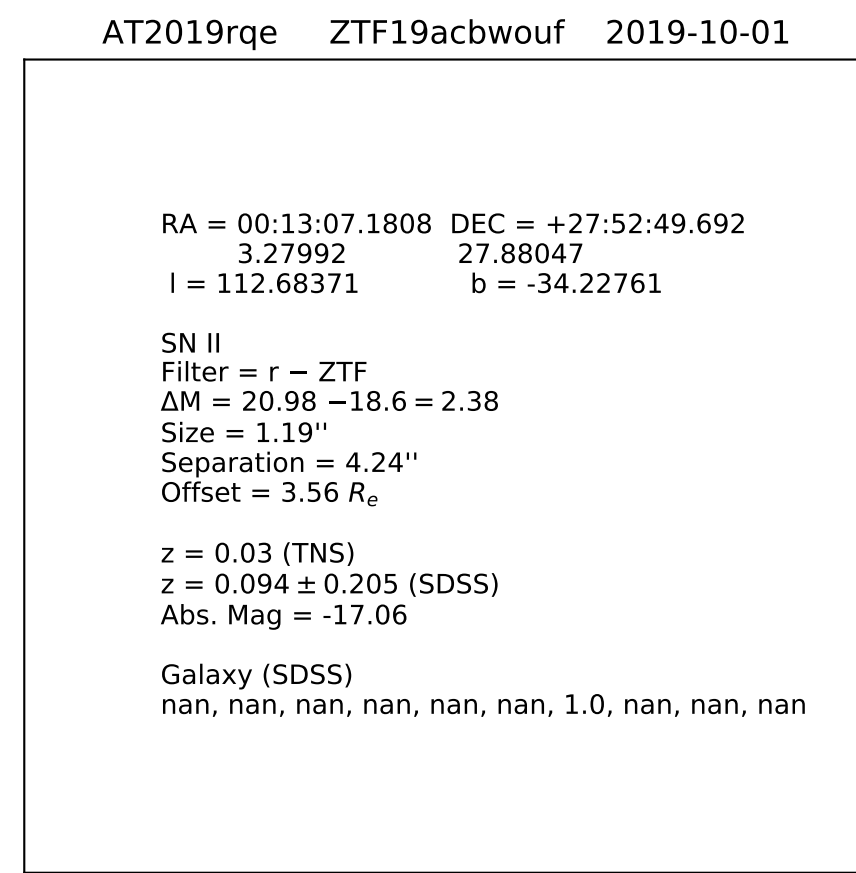 AT2019rqe ZTF19acbwouf 2019-10-01
RA = 00:13:07.1808 DEC = +27:52:49.692
3.27992 27.88047
l = 112.68371 b = -34.22761
SN II
Filter = r − ZTF
ΔM = 20.98 −18.6 = 2.38
Size = 1.19''
Separation = 4.24''
Offset = 3.56 Re
z = 0.03 (TNS)
z = 0.094 ± 0.205 (SDSS)
Abs. Mag = -17.06
Galaxy (SDSS)
nan, nan, nan, nan, nan, nan, 1.0, nan, nan, nan